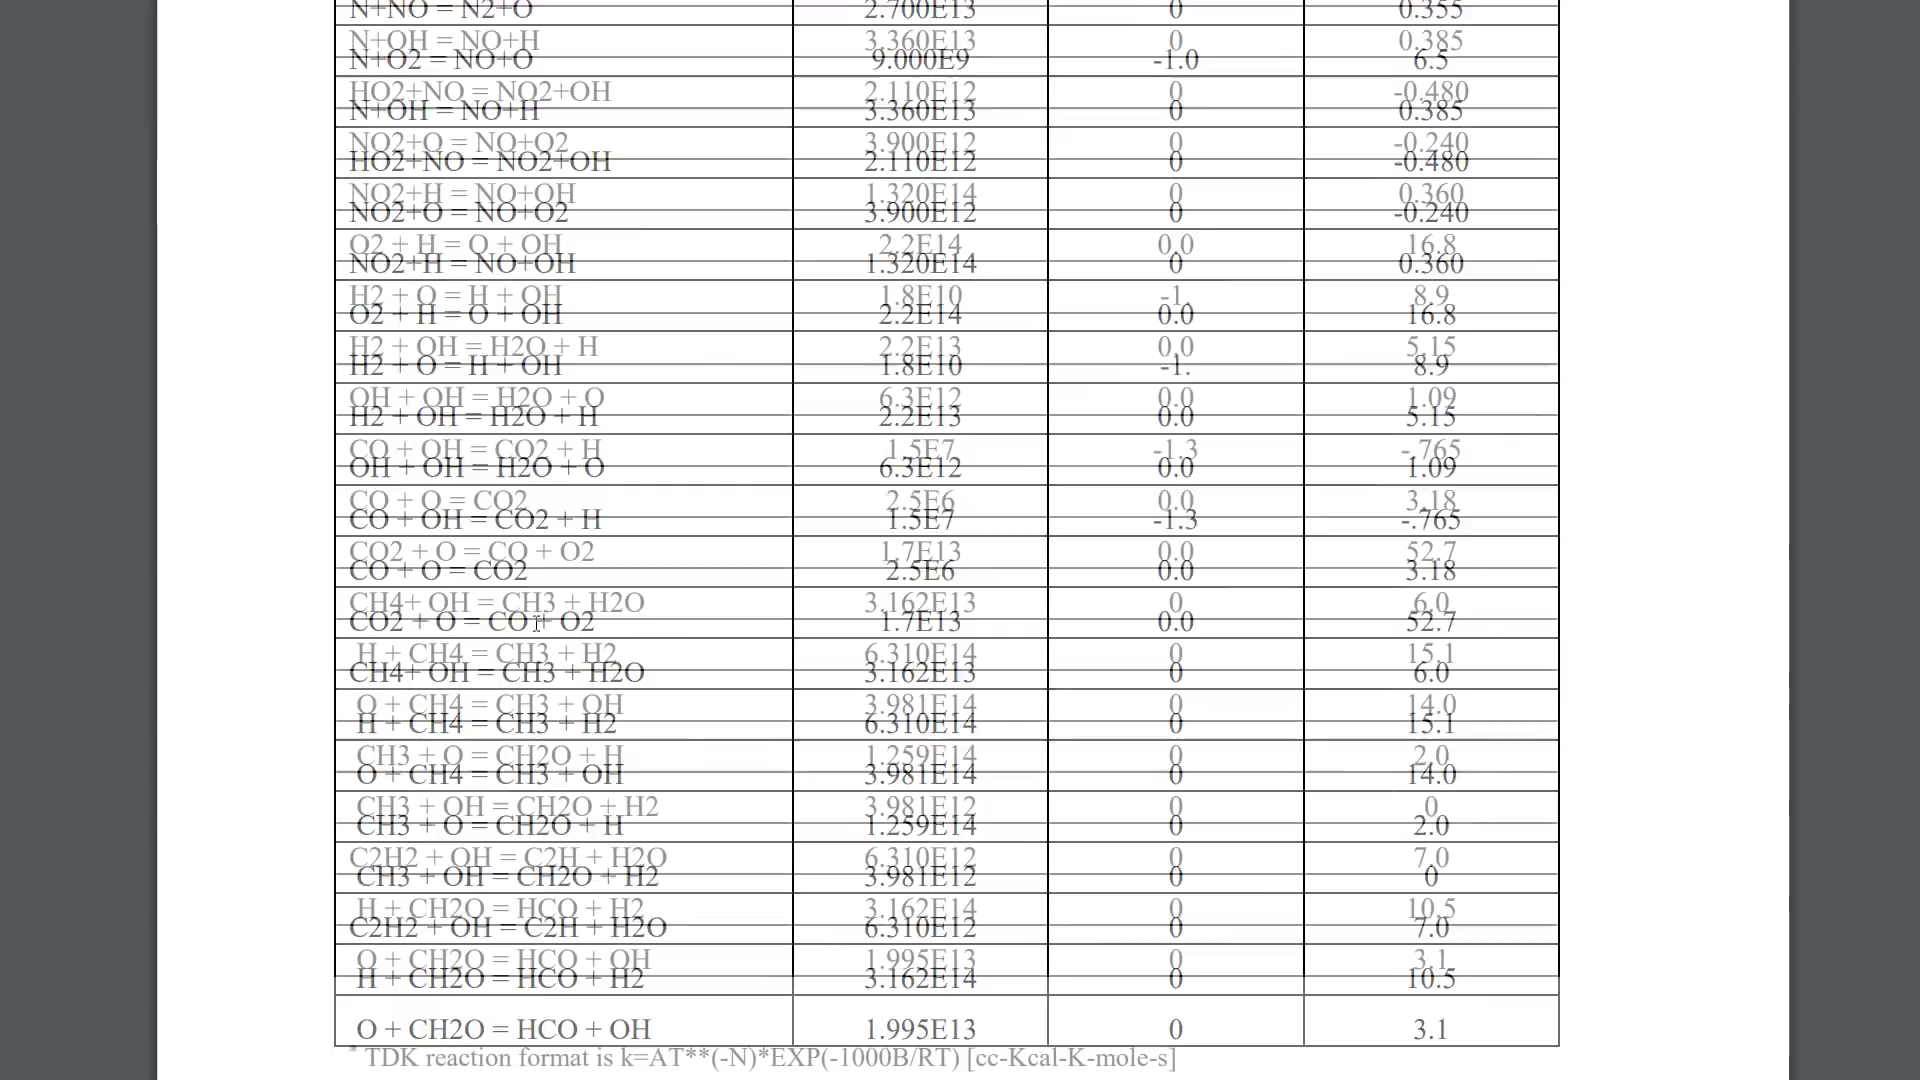 N+NO = N2+O 2.700E13 0 0.355
N+OH = NO+H 3.360E13 0 0.385
N+O2 = NO+O 9.000E9 -1.0 6.5
HO2+NO = NO2+OH 2.110E12 0 -0.480
N+OH = NO+H 3.360E13 0 0.385
NO2+O = NO+O2 3.900E12 0 -0.240
HO2+NO = NO2+OH 2.110E12 0 -0.480
NO2+H = NO+OH 1.320E14 0 0.360
NO2+O = NO+O2 3.900E12 0 -0.240
O2 + H = O + OH 2.2E14 0.0 16.8
NO2+H = NO+OH 1.320E14 0 0.360
H2 + O = H + OH 1.8E10 -1. 8.9
O2 + H = O + OH 2.2E14 0.0 16.8
H2 + OH = H2O + H 2.2E13 0.0 5.15
H2 + O = H + OH 1.8E10 -1. 8.9
OH + OH = H2O + O 6.3E12 0.0 1.09
H2 + OH = H2O + H 2.2E13 0.0 5.15
CO + OH = CO2 + H 1.5E7 -1.3 -.765
OH + OH = H2O + O 6.3E12 0.0 1.09
CO + O = CO2 2.5E6 0.0 3.18
CO + OH = CO2 + H 1.5E7 -1.3 -.765
CO2 + O = CO + O2 1.7E13 0.0 52.7
CO + O = CO2 2.5E6 0.0 3.18
CH4+ OH = CH3 + H2O 3.162E13 0 6.0
CO2 + O = CO + O2 1.7E13 0.0 52.7
H + CH4 = CH3 + H2 6.310E14 0 15.1
CH4+ OH = CH3 + H2O 3.162E13 0 6.0
O + CH4 = CH3 + OH 3.981E14 0 14.0
H + CH4 = CH3 + H2 6.310E14 0 15.1
CH3 + O = CH2O + H 1.259E14 0 2.0
O + CH4 = CH3 + OH 3.981E14 0 14.0
CH3 + OH = CH2O + H2 3.981E12 0 0
CH3 + O = CH2O + H 1.259E14 0 2.0
C2H2 + OH = C2H + H2O 6.310E12 0 7.0
CH3 + OH = CH2O + H2 3.981E12 0 0
H + CH2O = HCO + H2 3.162E14 0 10.5
C2H2 + OH = C2H + H2O 6.310E12 0 7.0
O + CH2O = HCO + OH 1.995E13 0 3.1
H + CH2O = HCO + H2 3.162E14 0 10.5
O + CH2O = HCO + OH 1.995E13 0 3.1
* TDK reaction format is k=AT**(-N)*EXP(-1000B/RT) [cc-Kcal-K-mole-s]